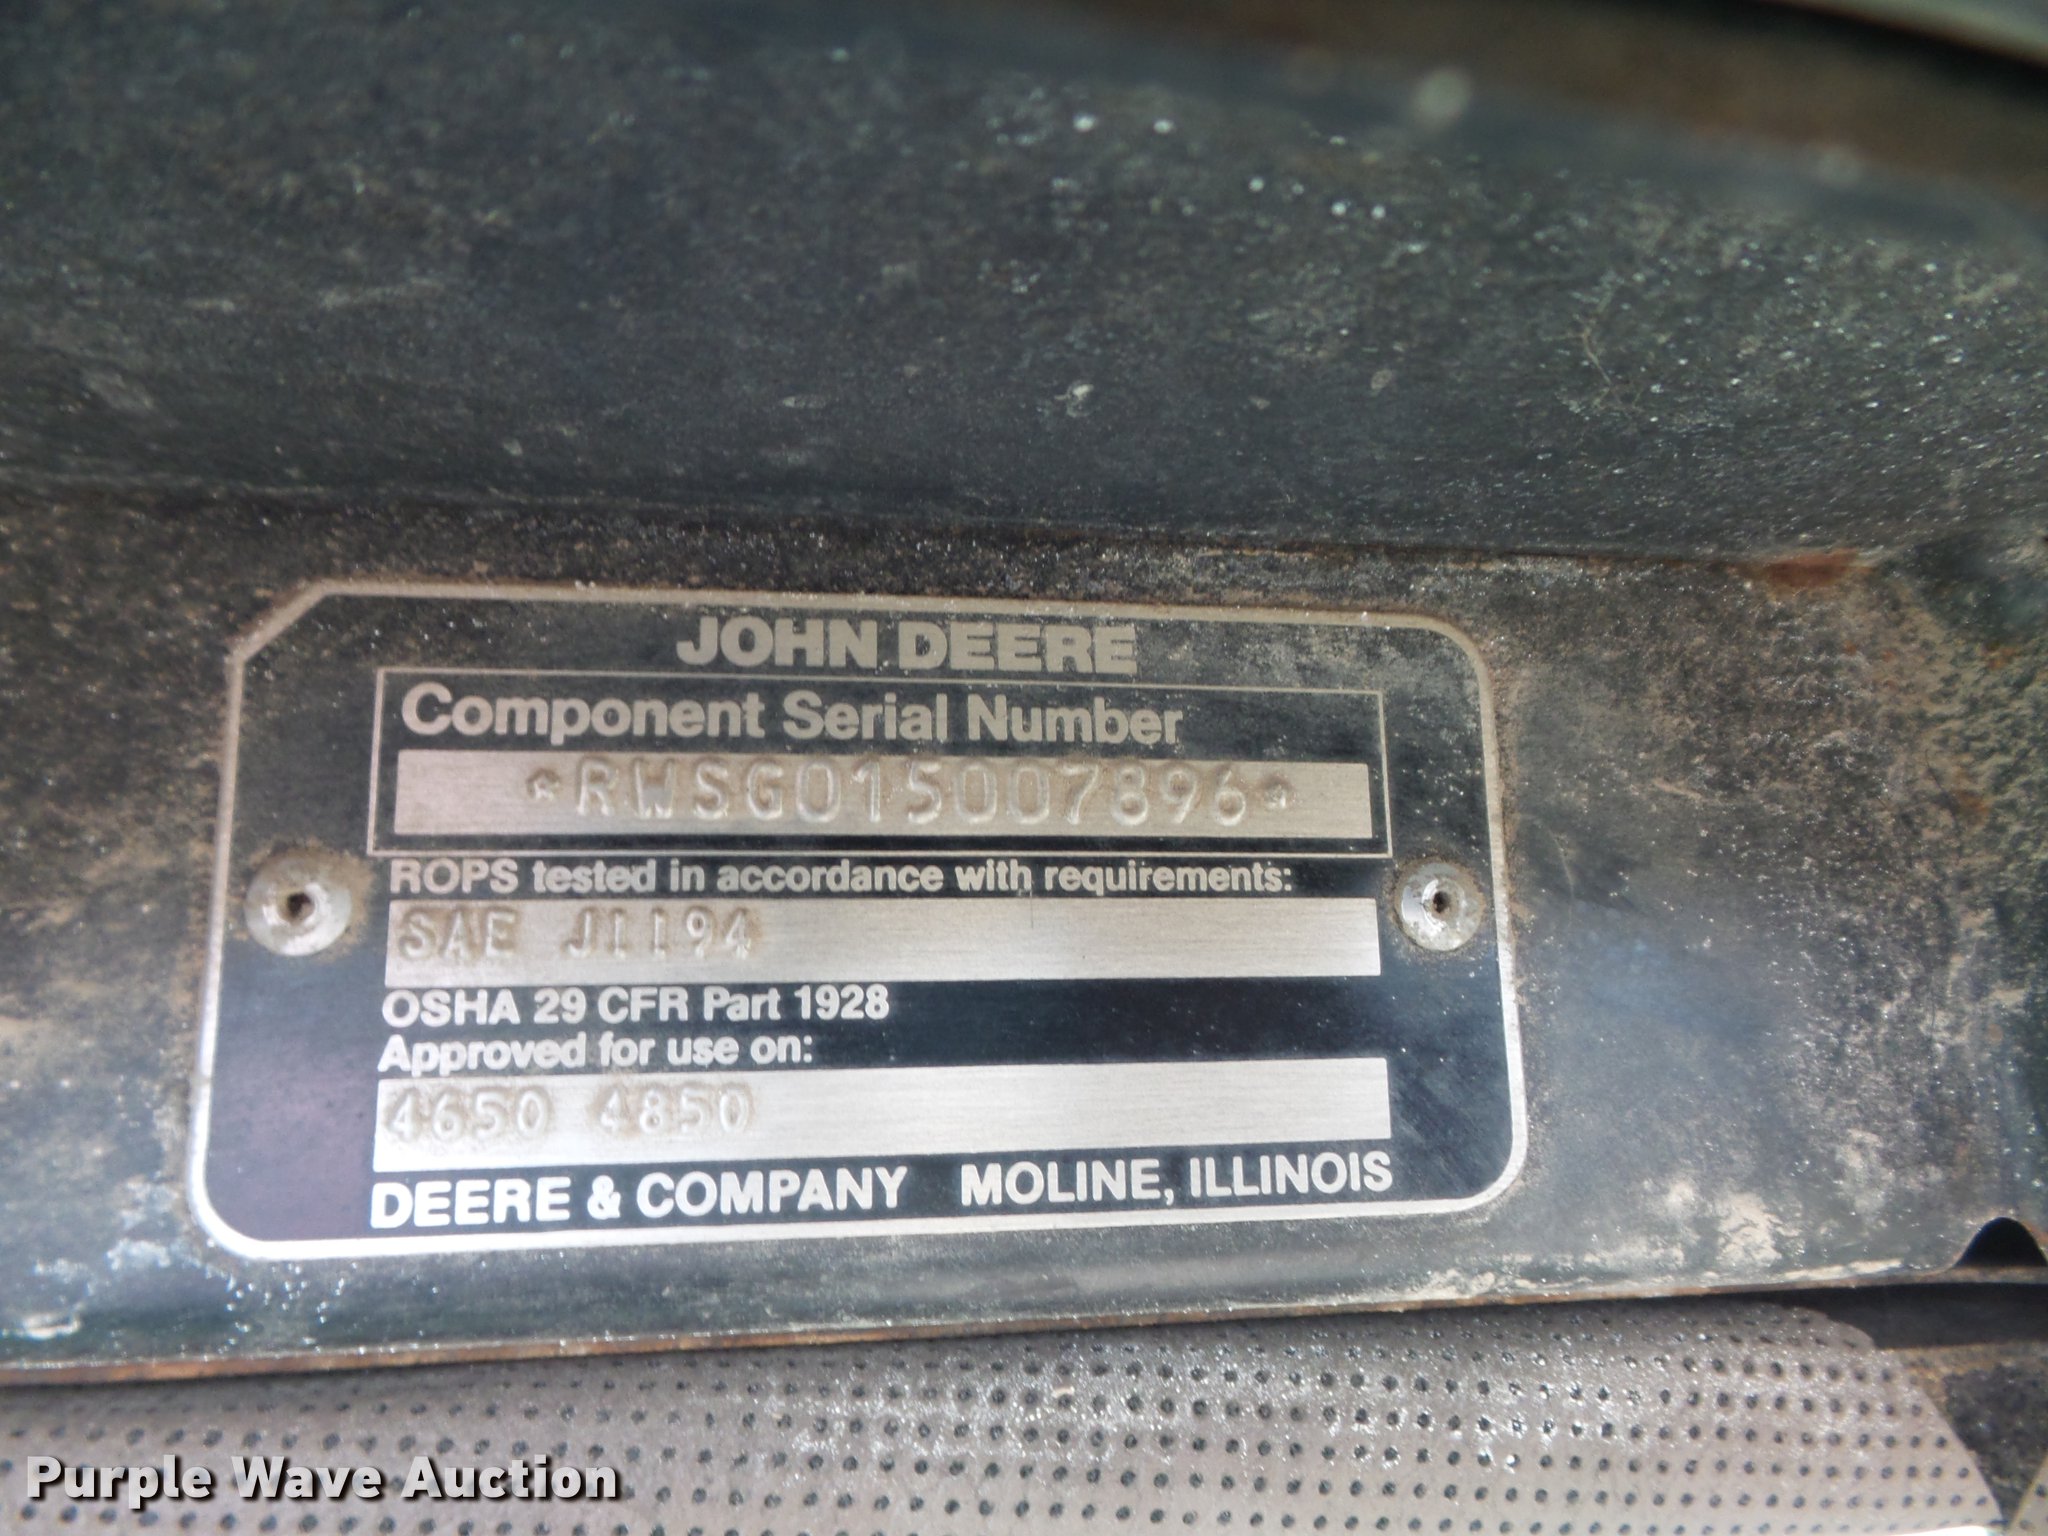 JOHN DEERE
Component Serial Number
*RWSG015007896*
ROPS tested in accordance with requirements:
SAE J1194
OSHA 29 CFR Part 1928
Approved for use on:
4650 4850
DEERE & COMPANY MOLINE, ILLINOIS
Purple Wave Auction